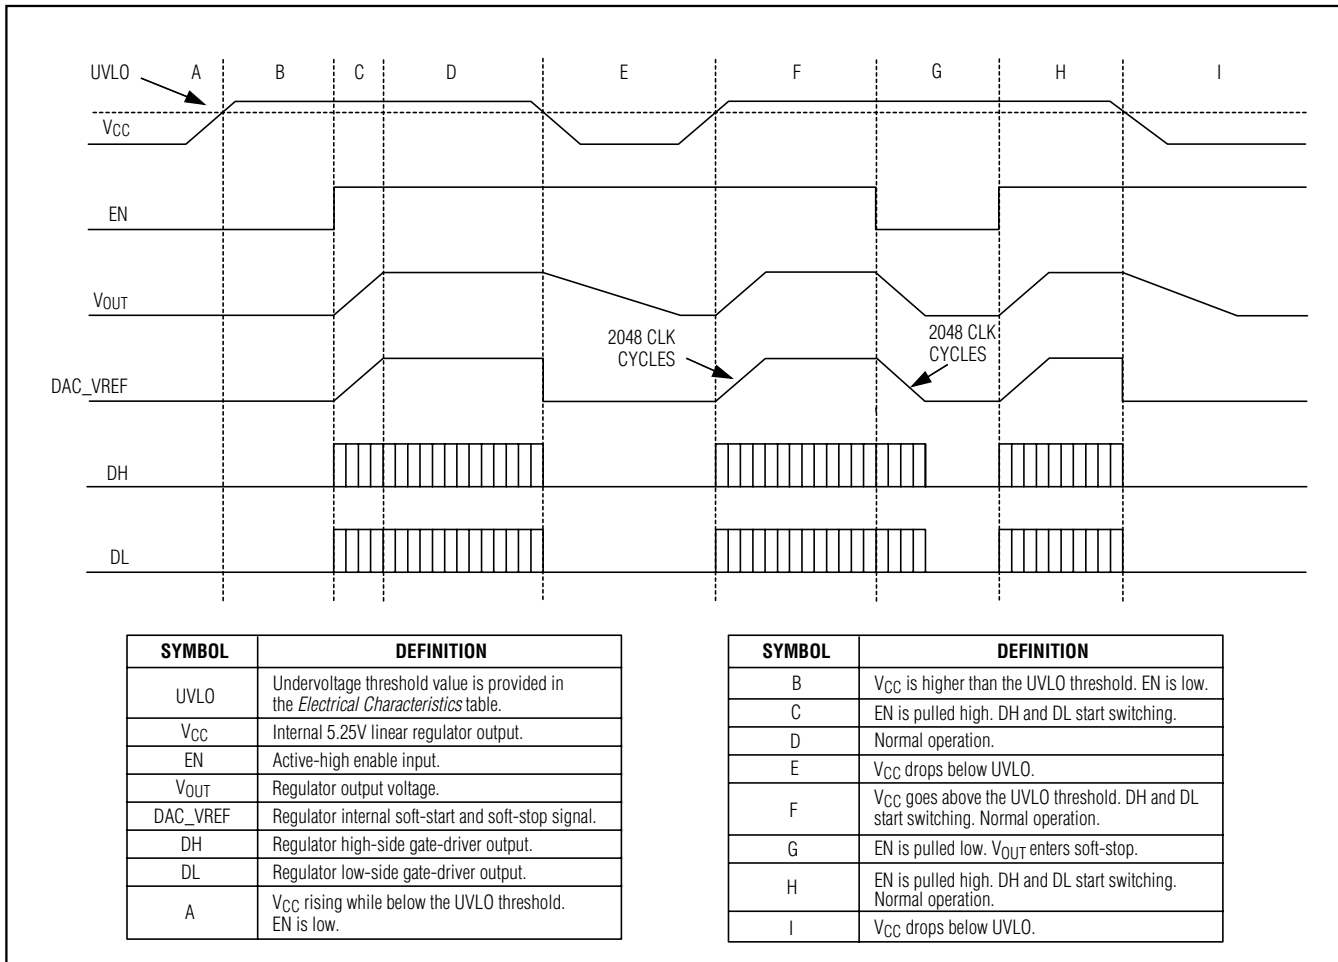 UVLO A B C D E F G H I
VCC
EN
VOUT
2048 CLK
CYCLES
2048 CLK
CYCLES
DAC_VREF
DH
DL
SYMBOL DEFINITION
UVLO Undervoltage threshold value is provided in
the Electrical Characteristics table.
VCC Internal 5.25V linear regulator output.
EN Active-high enable input.
VOUT Regulator output voltage.
DAC_VREF Regulator internal soft-start and soft-stop signal.
DH Regulator high-side gate-driver output.
DL Regulator low-side gate-driver output.
A VCC rising while below the UVLO threshold.
EN is low.
SYMBOL DEFINITION
B VCC is higher than the UVLO threshold. EN is low.
C EN is pulled high. DH and DL start switching.
D Normal operation.
E VCC drops below UVLO.
F VCC goes above the UVLO threshold. DH and DL
start switching. Normal operation.
G EN is pulled low. VOUT enters soft-stop.
H EN is pulled high. DH and DL start switching.
Normal operation.
I VCC drops below UVLO.